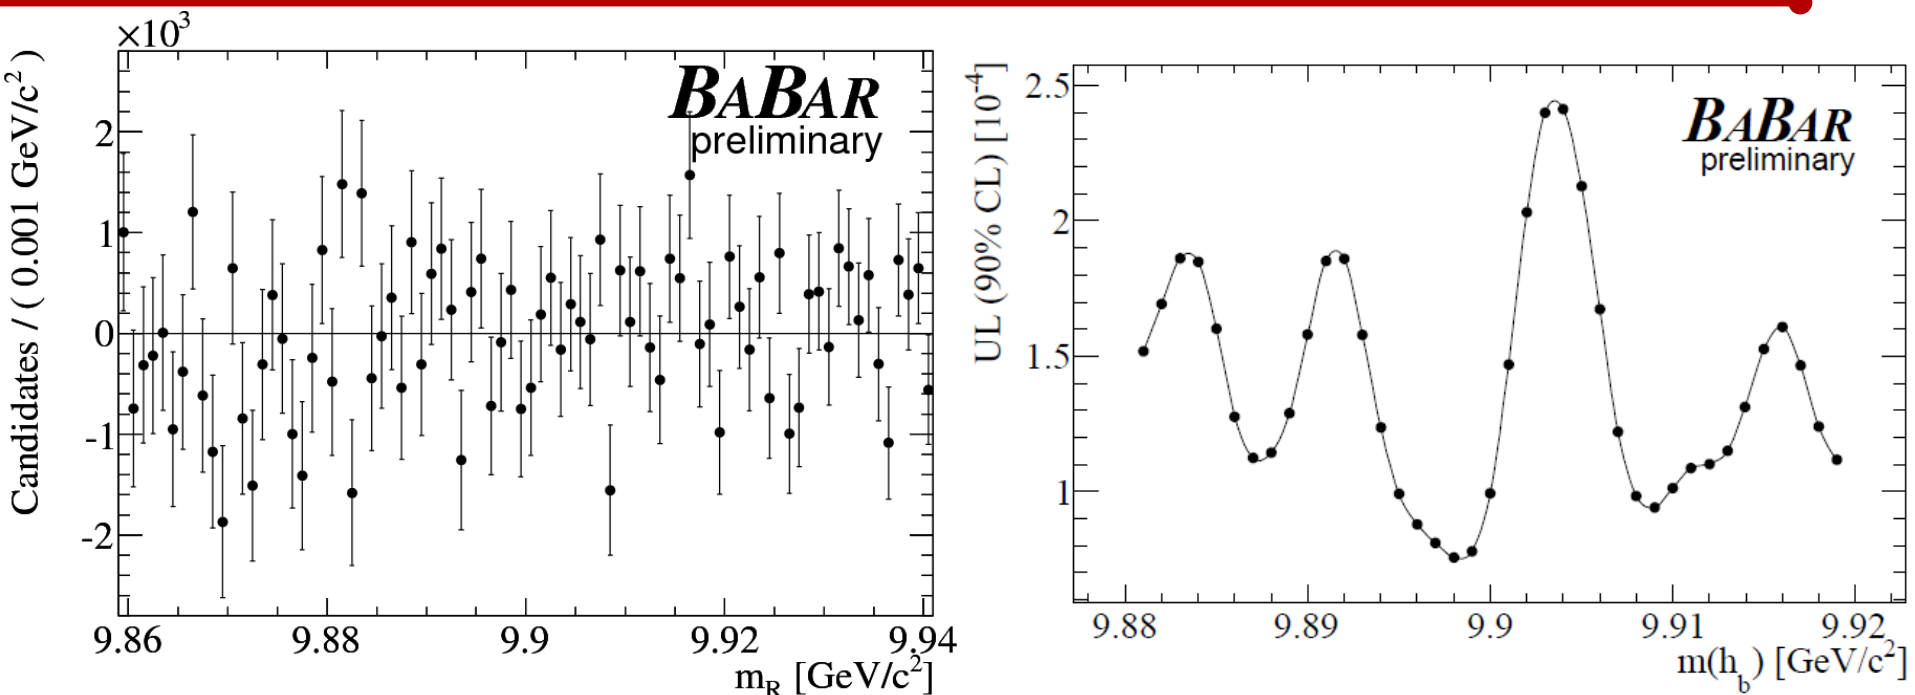 ×10³
Candidates / ( 0.001 GeV/c² )
2
1
0
-1
-2
BABAR
preliminary
9.86 9.88 9.9 9.92 9.94
m_R [GeV/c²]
UL (90% CL) [10⁻⁴]
2.5
2
1.5
1
BABAR
preliminary
9.88 9.89 9.9 9.91 9.92
m(h_b) [GeV/c²]